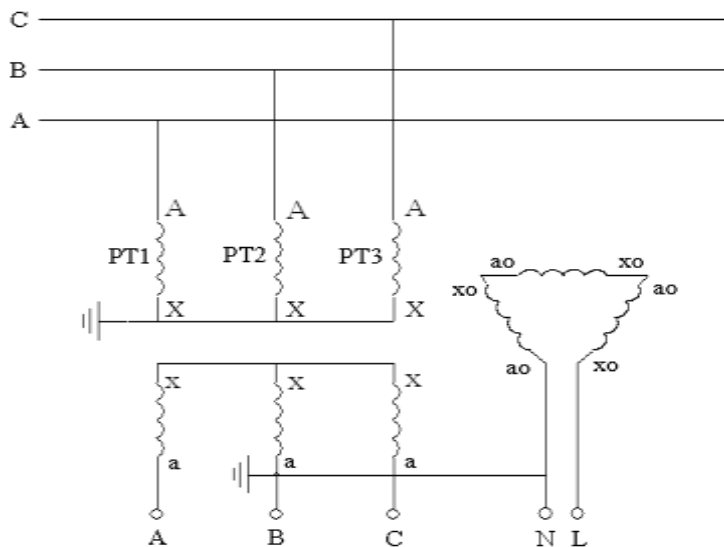 C
B
A
A A A
PT1 PT2 PT3
X X X
ao xo
xo ao
ao xo
x x x
a a a
A B C N L